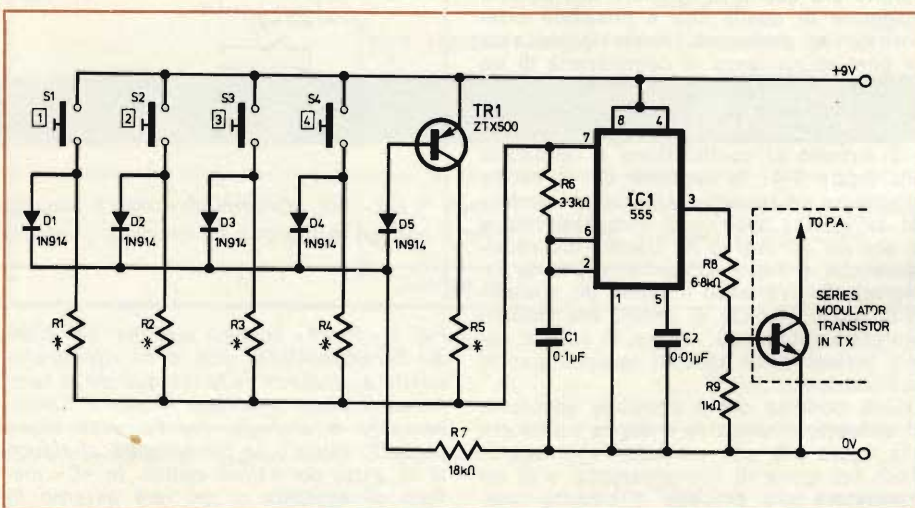 +9V
S1
1
S2
2
S3
3
S4
4
TR1
ZTX500
D1
1N914
D2
1N914
D3
1N914
D4
1N914
D5
1N914
R1
*
R2
*
R3
*
R4
*
R5
*
R6
3·3kΩ
8
4
7
IC1
555
3
6
2
1
5
C1
0·1µF
C2
0·01µF
R7
18kΩ
R8
6·8kΩ
R9
1kΩ
TO P.A.
SERIES
MODULATOR
TRANSISTOR
IN TX
0V